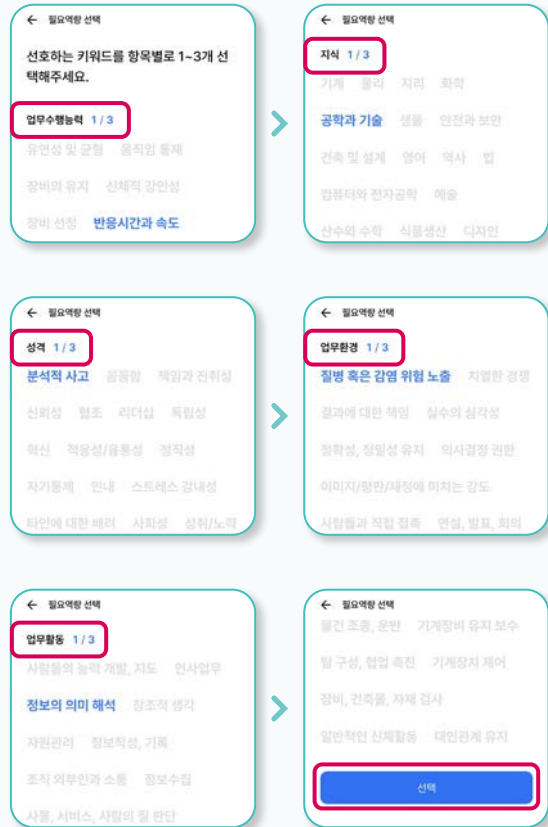 ← 필요역량 선택
선호하는 키워드를 항목별로 1~3개 선
택해주세요.
업무수행능력 1 / 3
유연성 및 균형 움직임 통제
장비의 유지 신체적 강인성
장비 선정 반응시간과 속도
← 필요역량 선택
지식 1 / 3
기계 물리 지리 화학
공학과 기술 생물 안전과 보안
건축 및 설계 영어 역사 법
컴퓨터와 전자공학 예술
산수와 수학 식품생산 디자인
← 필요역량 선택
성격 1 / 3
분석적 사고 꼼꼼함 책임과 진취성
신뢰성 협조 리더십 독립성
혁신 적응성/융통성 정직성
자기통제 인내 스트레스 감내성
타인에 대한 배려 사회성 성취/노력
← 필요역량 선택
업무환경 1 / 3
질병 혹은 감염 위험 노출 치열한 경쟁
결과에 대한 책임 실수의 심각성
정확성, 정밀성 유지 의사결정 권한
이미지/평판/재정에 미치는 강도
사람들과 직접 접촉 연설, 발표, 회의
← 필요역량 선택
업무활동 1 / 3
사람들의 능력 개발, 지도 인사업무
정보의 의미 해석 창조적 생각
자원관리 정보작성, 기록
조직 외부인과 소통 정보수집
사물, 서비스, 사람의 질 판단
← 필요역량 선택
물건 조종, 운반 기계장비 유지 보수
팀 구성, 협업 촉진 기계장치 제어
장비, 건축물, 자재 검사
일반적인 신체활동 대인관계 유지
선택